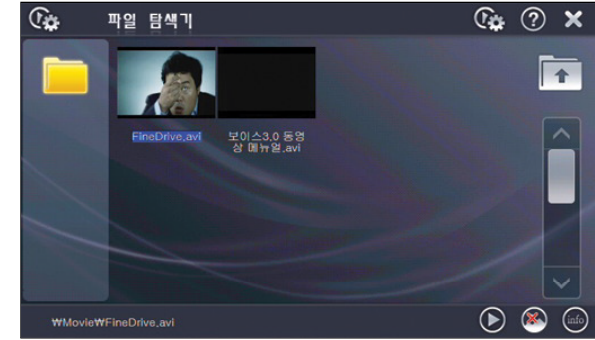 파일 탐색기
?
FineDrive.avi
보이스3.0 동영
상 메뉴얼.avi
₩Movie₩FineDrive.avi
info